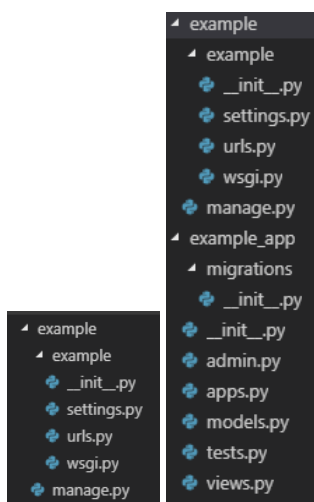 example
example
__init__.py
settings.py
urls.py
wsgi.py
manage.py
example
example
__init__.py
settings.py
urls.py
wsgi.py
manage.py
example_app
migrations
__init__.py
__init__.py
admin.py
apps.py
models.py
tests.py
views.py